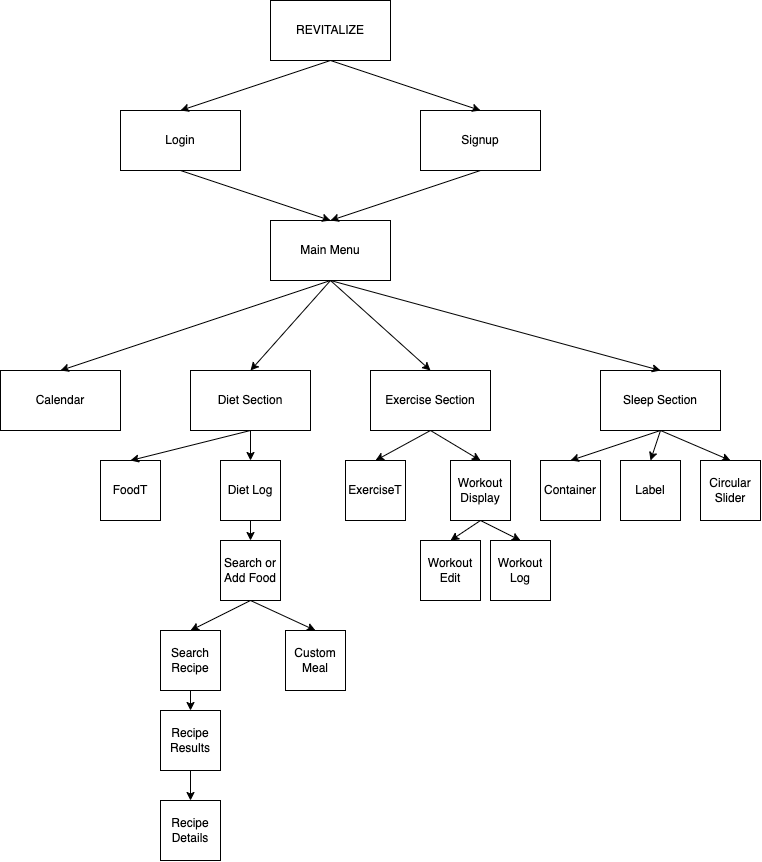 REVITALIZE
Login
Signup
Main Menu
Calendar
Diet Section
Exercise Section
Sleep Section
FoodT
Diet Log
ExerciseT
Workout
Display
Container
Label
Circular
Slider
Search or
Add Food
Workout
Edit
Workout
Log
Search
Recipe
Custom
Meal
Recipe
Results
Recipe
Details